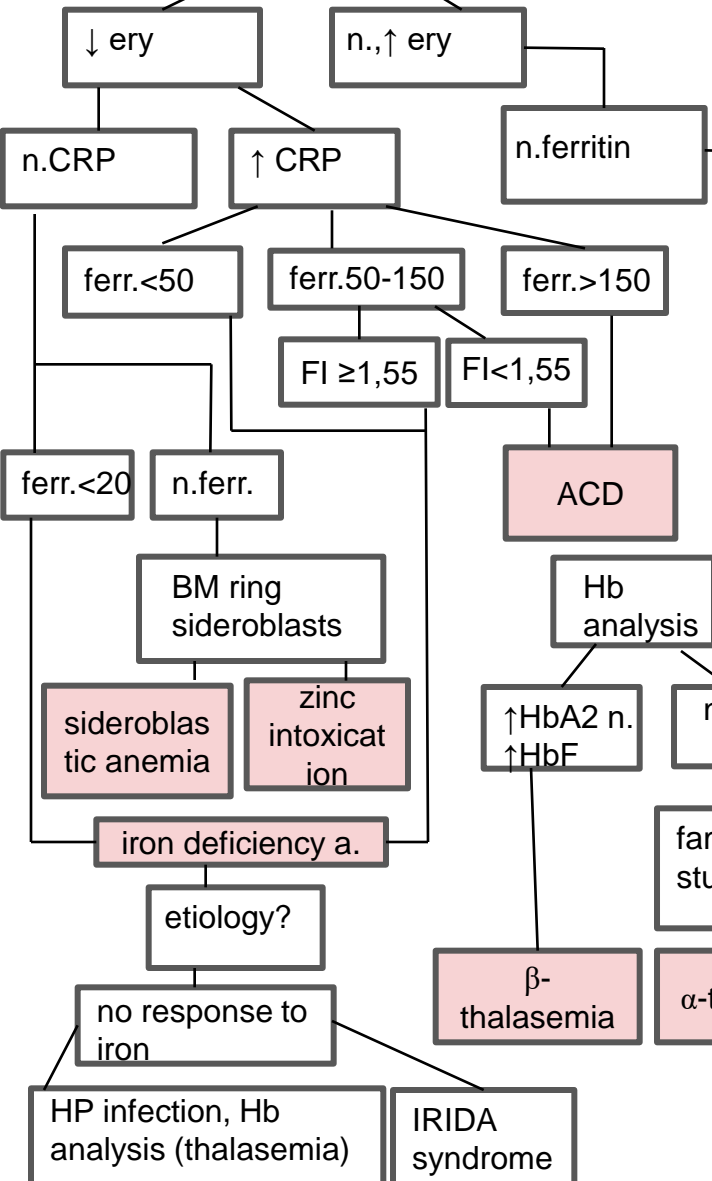 ↓ ery
n.,↑ ery
n.CRP
↑ CRP
n.ferritin
ferr.<50
ferr.50-150
ferr.>150
FI ≥1,55
FI<1,55
ferr.<20
n.ferr.
ACD
BM ring
sideroblasts
Hb
analysis
sideroblas
tic anemia
zinc
intoxicat
ion
↑HbA2 n.
↑HbF
iron deficiency a.
etiology?
β-
thalasemia
α-t
no response to
iron
HP infection, Hb
analysis (thalasemia)
IRIDA
syndrome